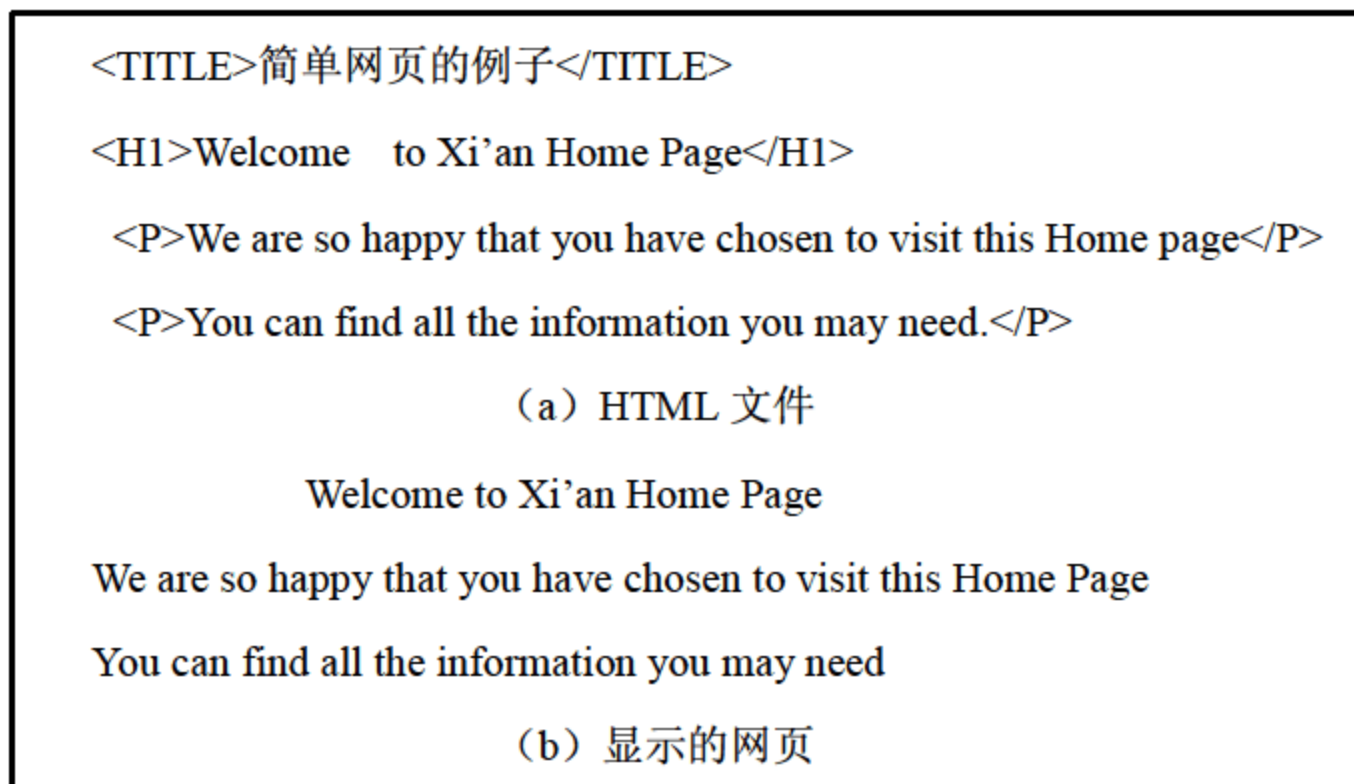 <TITLE>简单网页的例子</TITLE>
<H1>Welcome    to Xi’an Home Page</H1>
<P>We are so happy that you have chosen to visit this Home page</P>
<P>You can find all the information you may need.</P>
（a）HTML 文件
Welcome to Xi’an Home Page
We are so happy that you have chosen to visit this Home Page
You can find all the information you may need
（b）显示的网页